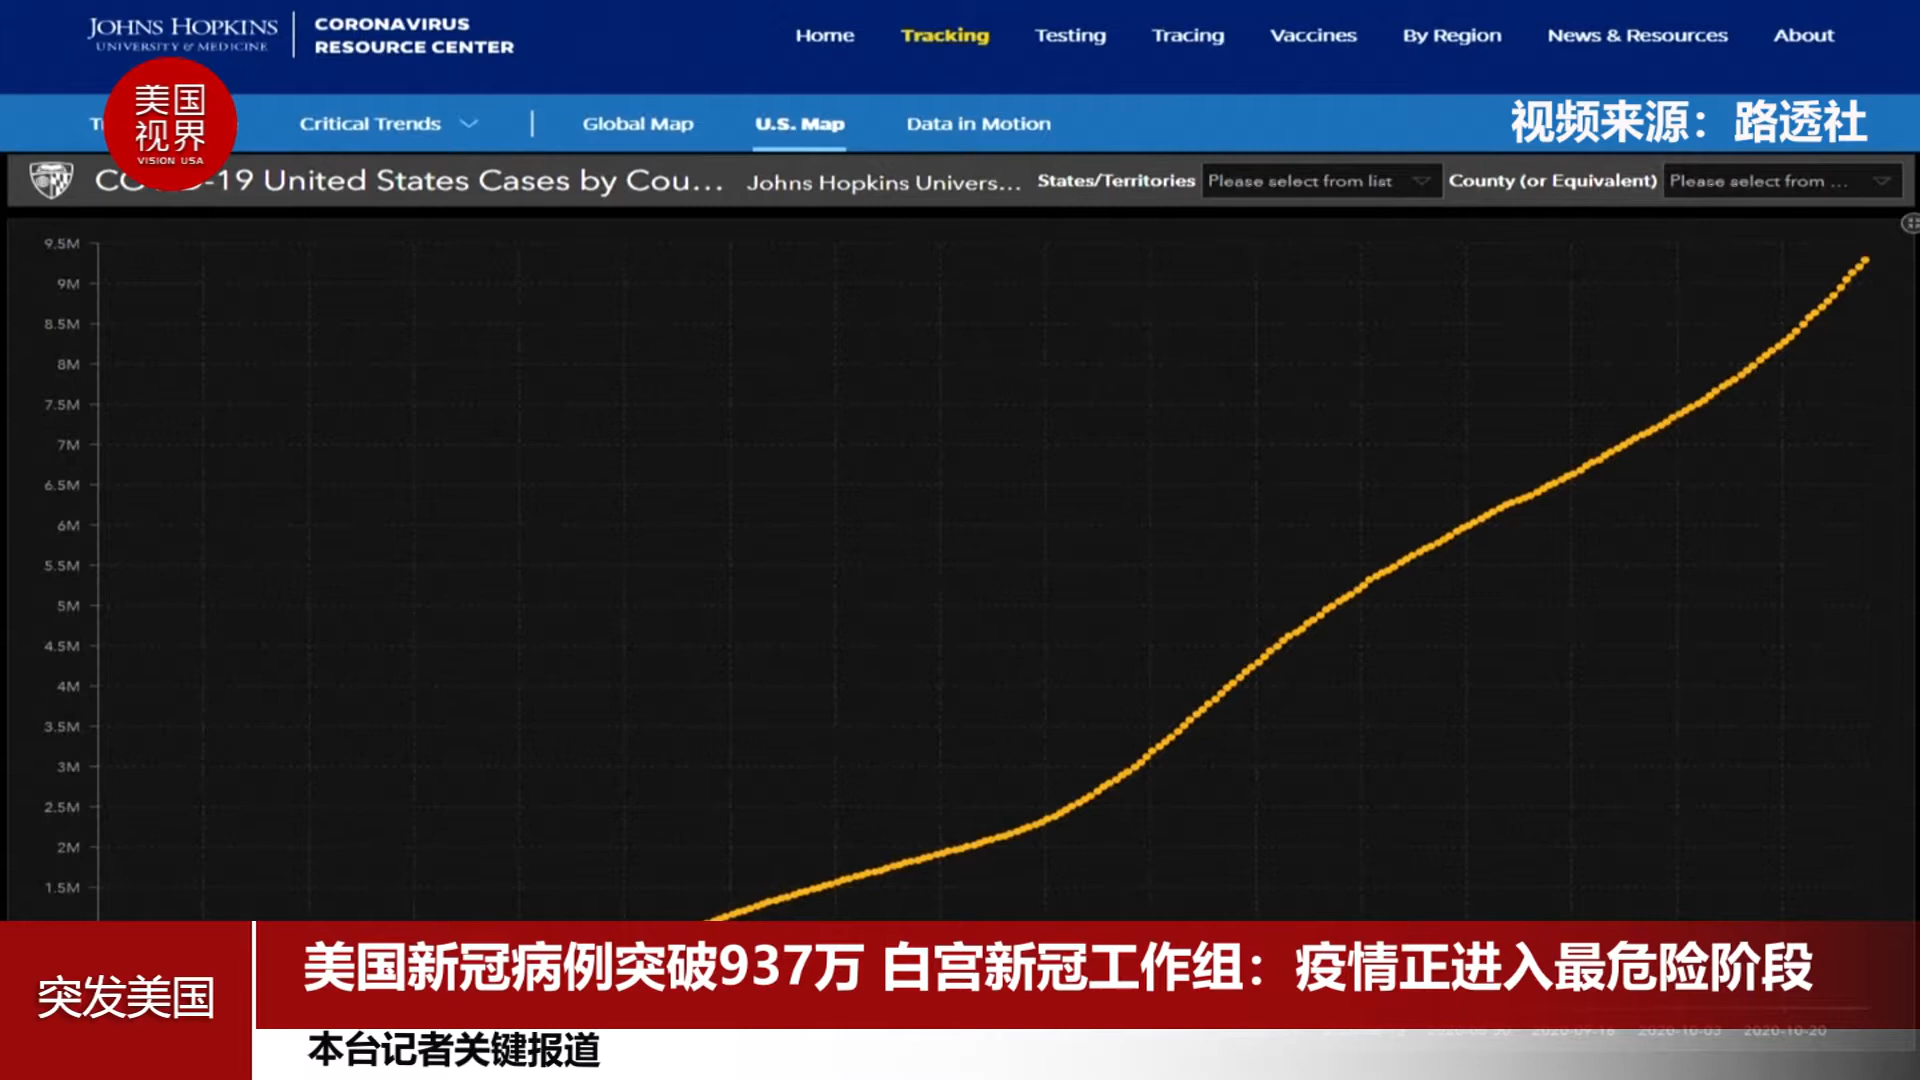 JOHNS HOPKINS
UNIVERSITY & MEDICINE
CORONAVIRUS
RESOURCE CENTER
Home
Tracking
Testing
Tracing
Vaccines
By Region
News & Resources
About
美国
视界
VISION USA
Critical Trends
Global Map
U.S. Map
Data in Motion
视频来源：路透社
-19 United States Cases by Cou...
Johns Hopkins Univers...
States/Territories
Please select from list
County (or Equivalent)
Please select from ...
9.5M
9M
8.5M
8M
7.5M
7M
6.5M
6M
5.5M
5M
4.5M
4M
3.5M
3M
2.5M
2M
1.5M
突发美国
美国新冠病例突破937万 白宫新冠工作组：疫情正进入最危险阶段
2020-10-03
2020-10-20
本台记者关键报道